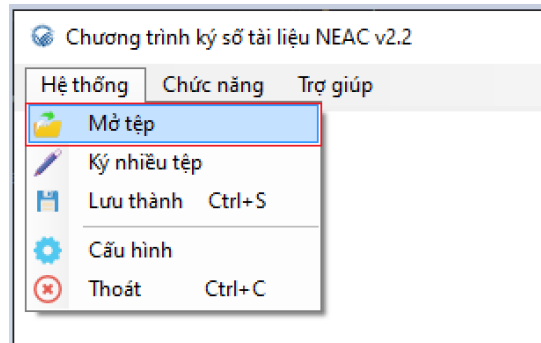 Chương trình ký số tài liệu NEAC v2.2
Hệ thống Chức năng Trợ giúp
Mở tệp
Ký nhiều tệp
Lưu thành Ctrl+S
Cấu hình
Thoát Ctrl+C